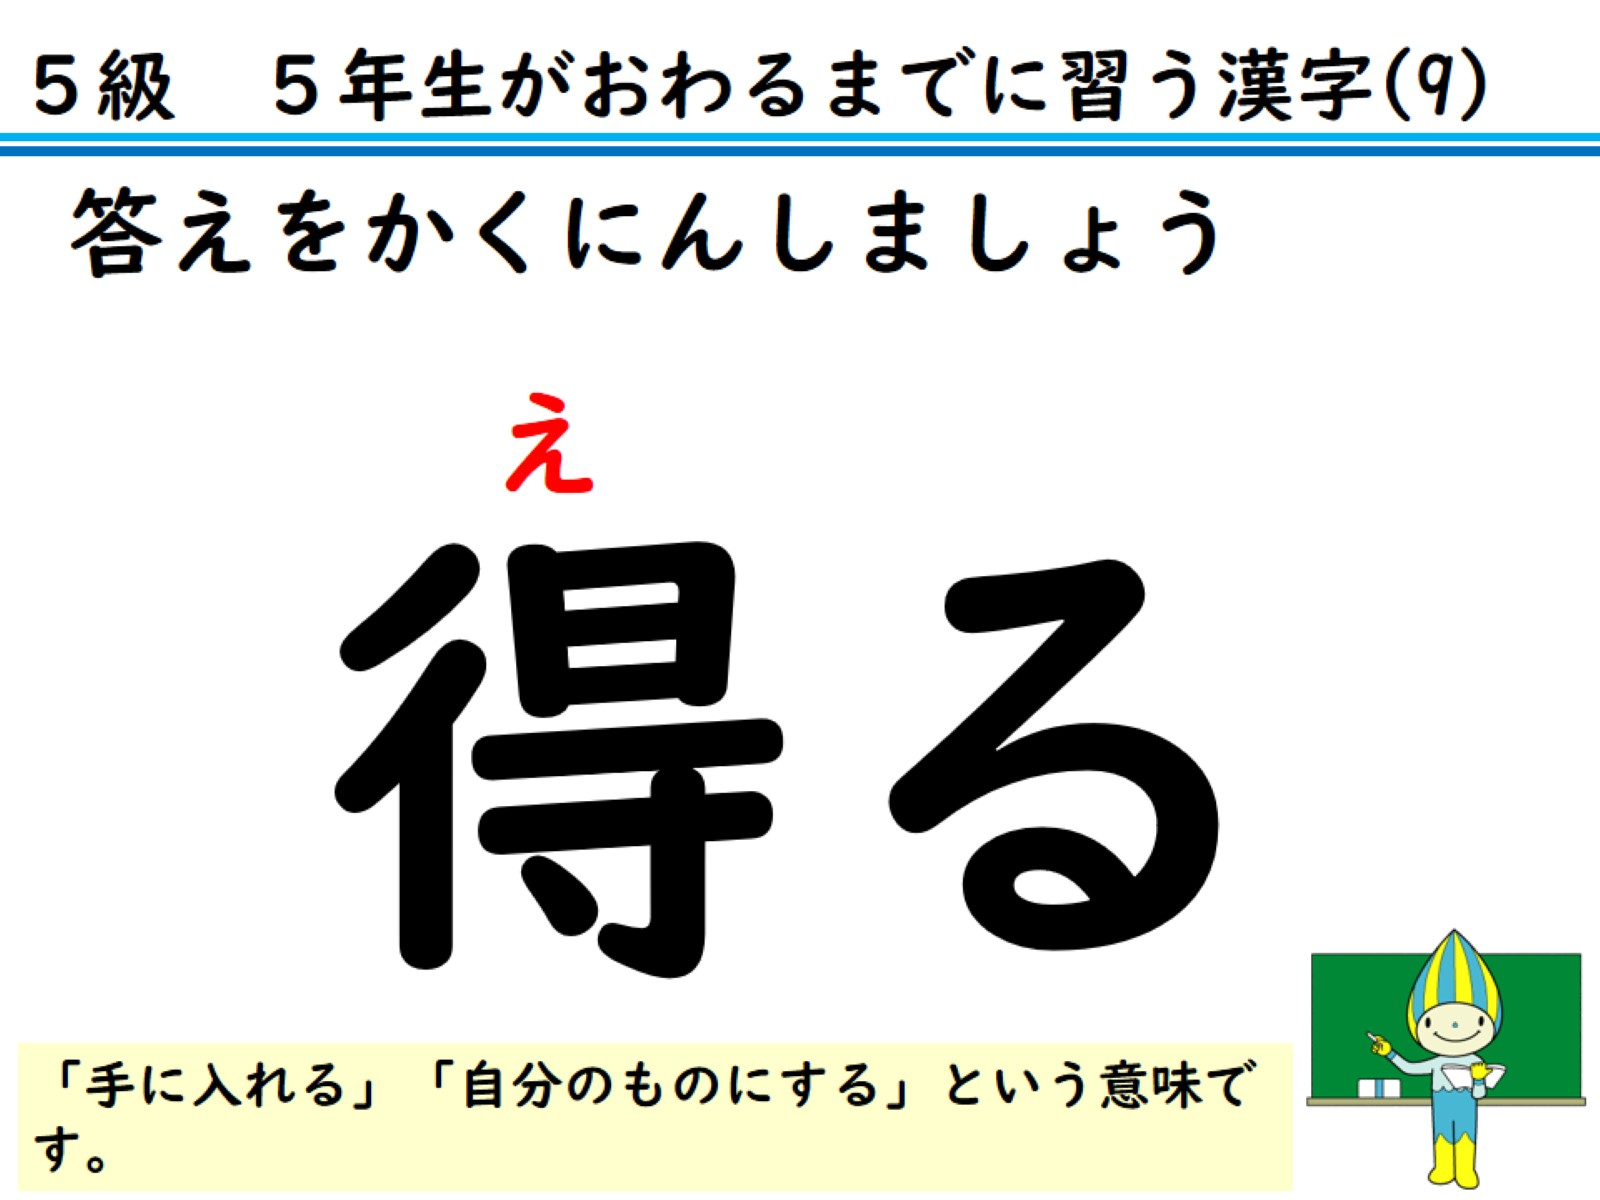 ５級　５年生がおわるまでに習う漢字(9)
答えをかくにんしましょう
え
得る
「手に入れる」「自分のものにする」という意味で
す。